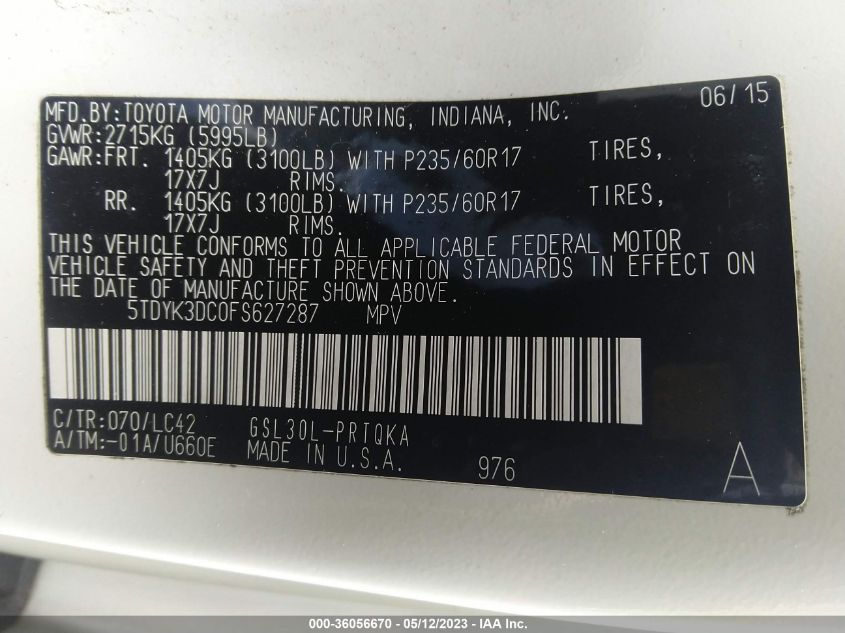 06/15
MFD.BY:TOYOTA MOTOR MANUFACTURING, INDIANA, INC.
GVWR:2715KG (5995LB)
GAWR:FRT. 1405KG (3100LB) WITH P235/60R17 TIRES,
17X7J RIMS.
RR. 1405KG (3100LB) WITH P235/60R17 TIRES,
17X7J RIMS.
THIS VEHICLE CONFORMS TO ALL APPLICABLE FEDERAL MOTOR
VEHICLE SAFETY AND THEFT PREVENTION STANDARDS IN EFFECT ON
THE DATE OF MANUFACTURE SHOWN ABOVE.
5TDYK3DC0FS627287 MPV
C/TR:070/LC42 GSL30L-PRTQKA
A/TM:-01A/U660E MADE IN U.S.A. 976 A
000-36056670 - 05/12/2023 - IAA Inc.